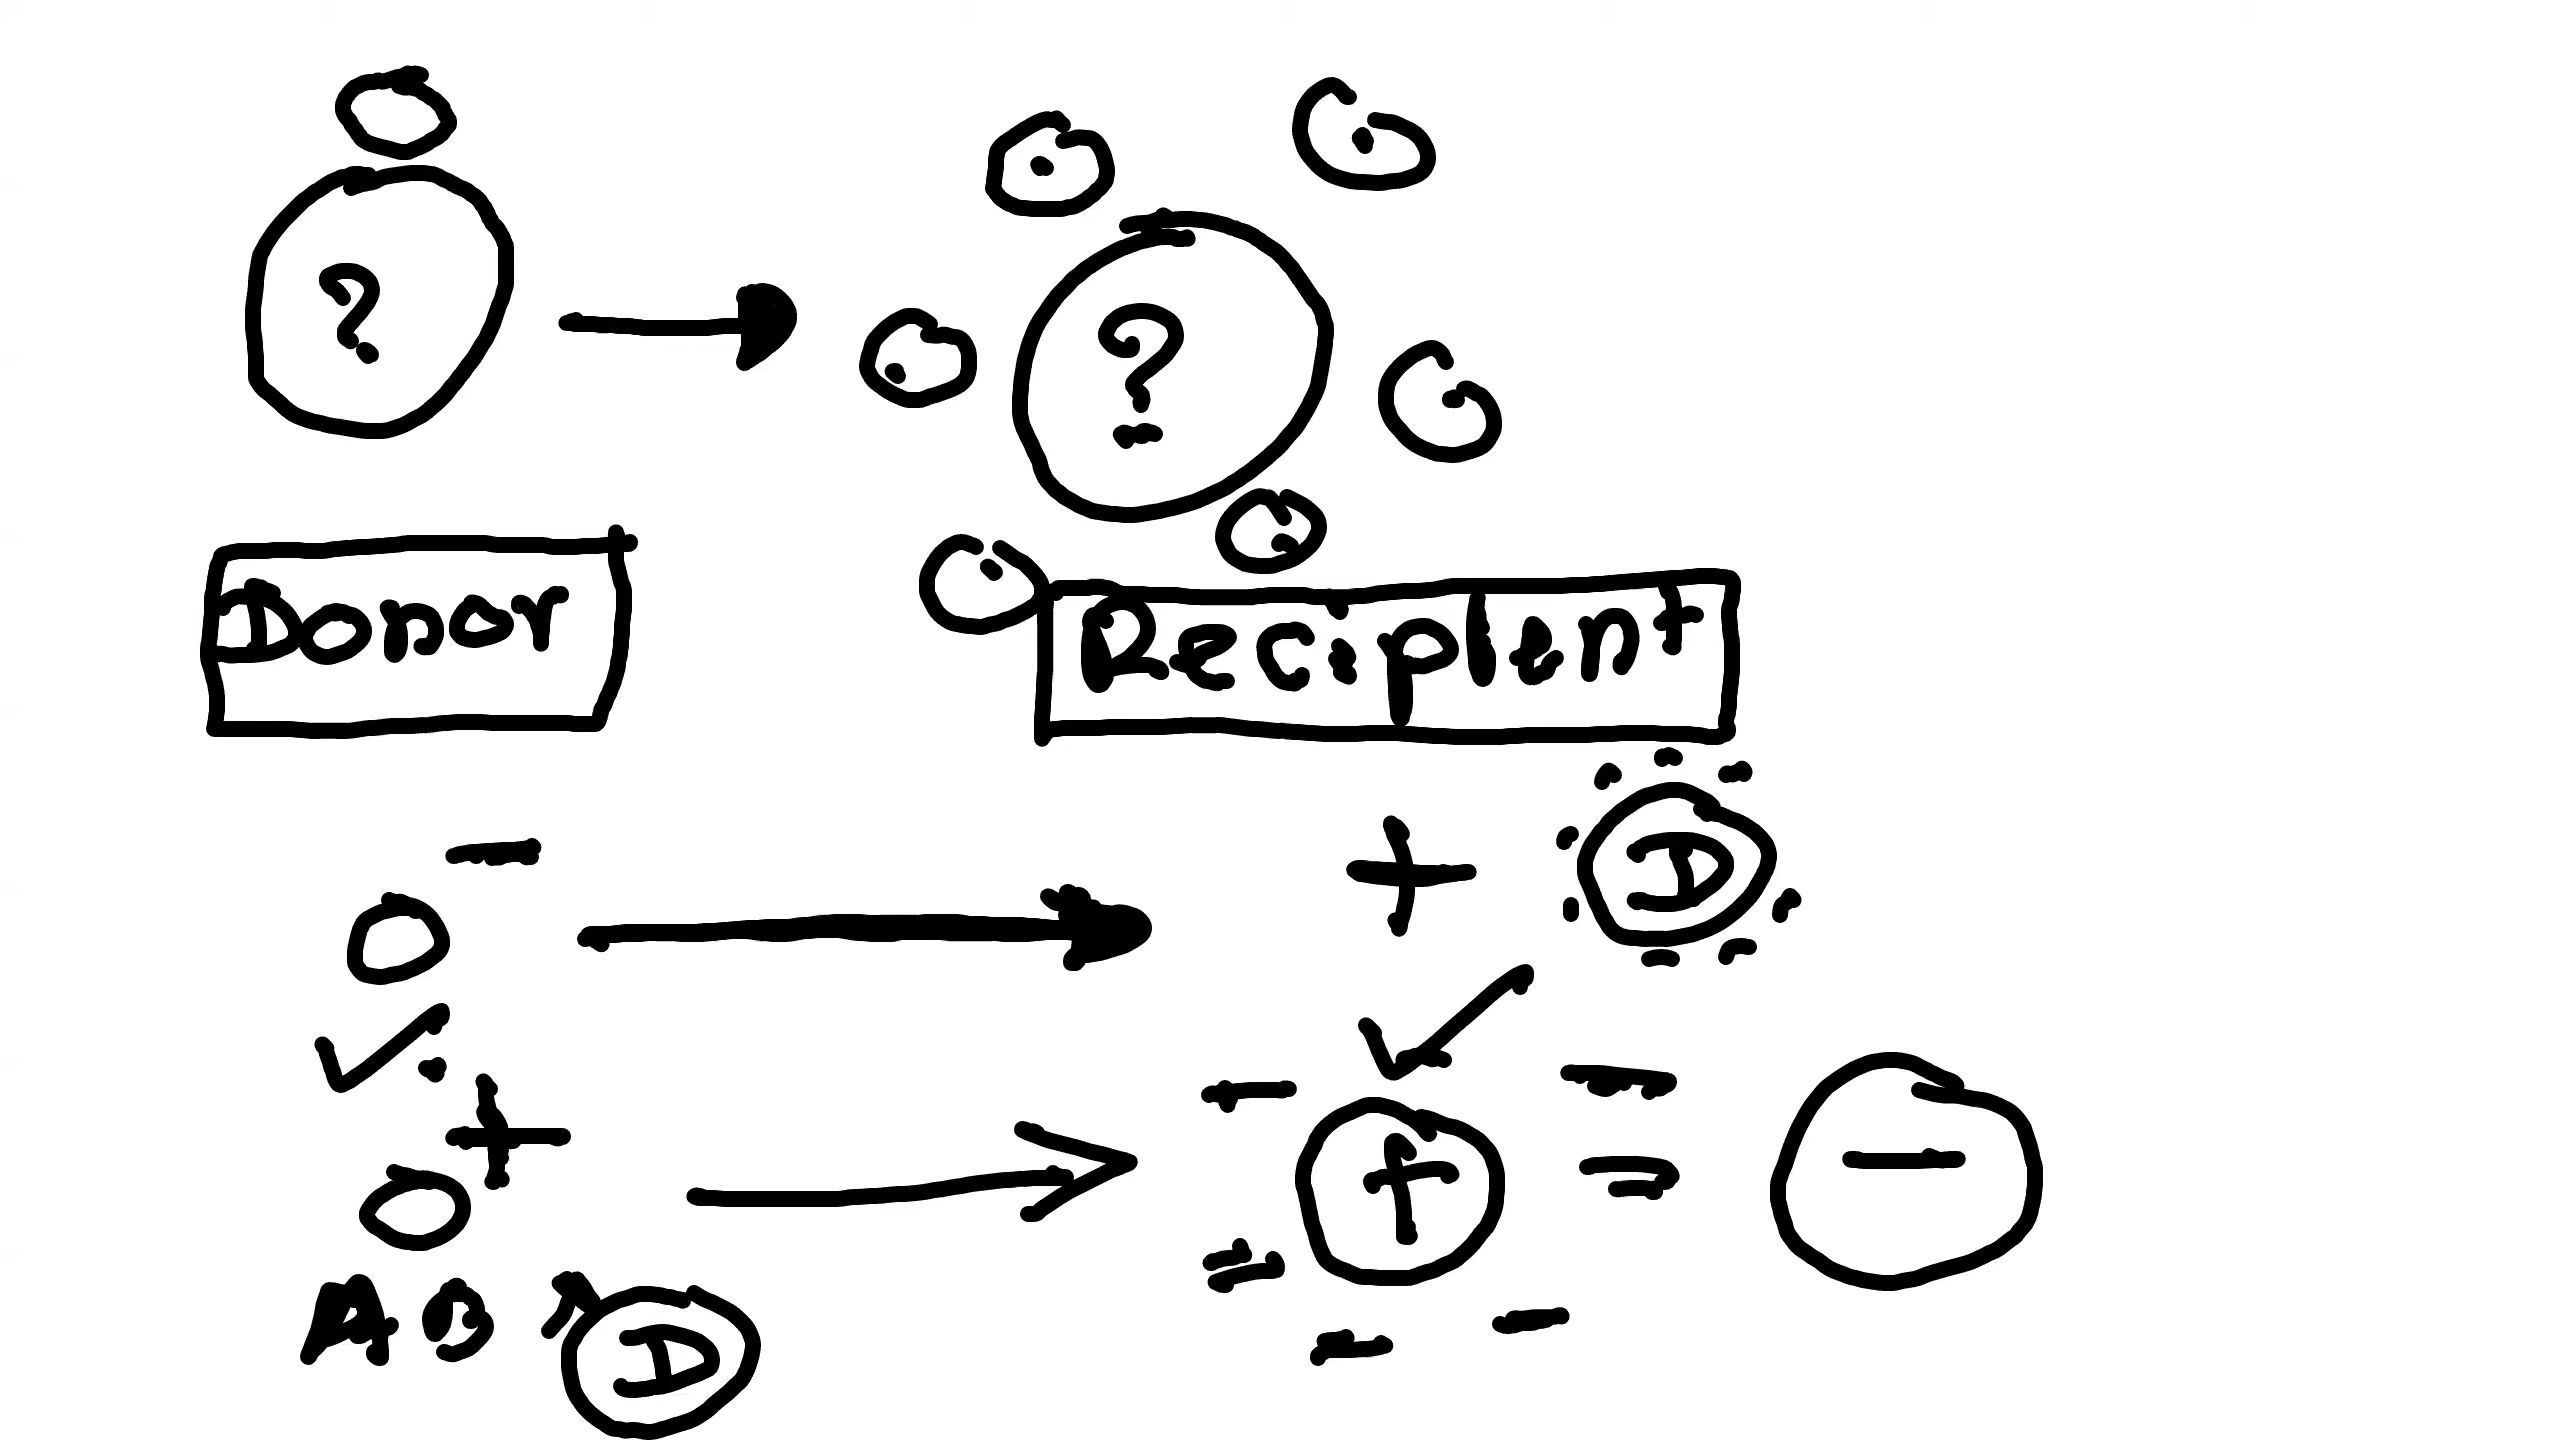 ? ?
Donor Recipient
O - + D
O + + -
AB D